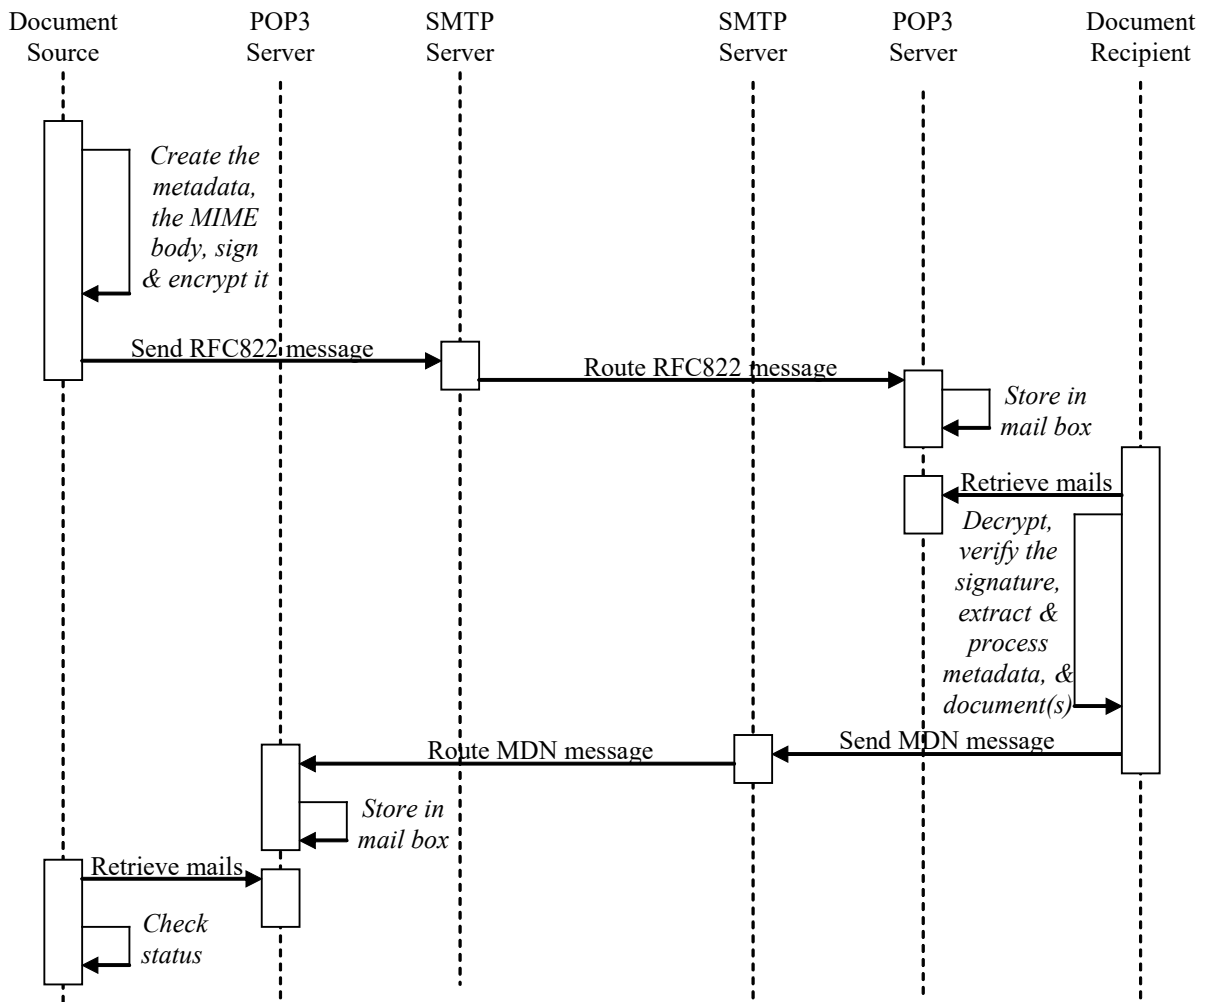 Document
Source
POP3
Server
SMTP
Server
SMTP
Server
POP3
Server
Document
Recipient
Create the
metadata,
the MIME
body, sign
& encrypt it
Send RFC822 message
Route RFC822 message
Store in
mail box
Retrieve mails
Decrypt,
verify the
signature,
extract &
process
metadata, &
document(s)
Send MDN message
Route MDN message
Store in
mail box
Retrieve mails
Check
status